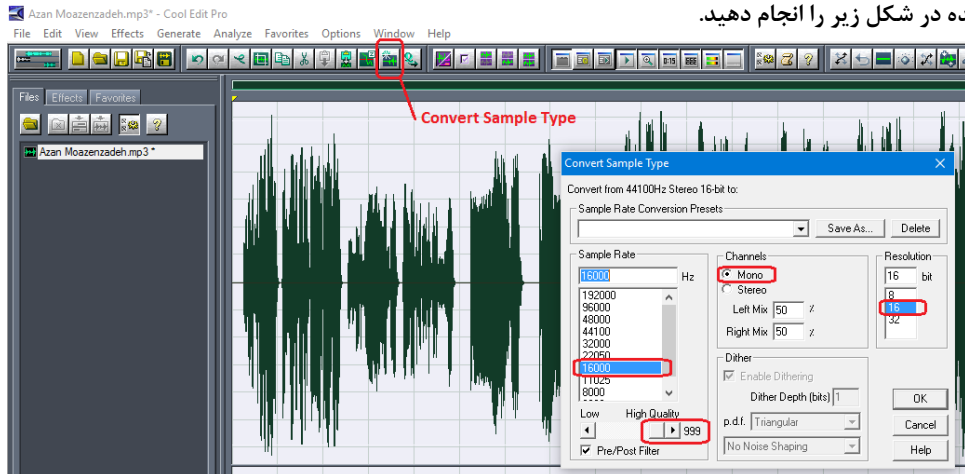 ده در شکل زیر را انجام دهید.
Azan Moazenzadeh.mp3* - Cool Edit Pro
File Edit View Effects Generate Analyze Favorites Options Window Help
Files Effects Favorites
Azan Moazenzadeh.mp3 *
Convert Sample Type
Convert Sample Type
Convert from 44100Hz Stereo 16-bit to:
Sample Rate Conversion Presets
Save As... Delete
Sample Rate
16000 Hz
192000
96000
48000
44100
32000
22050
16000
11025
8000
Low High Quality
999
Pre/Post Filter
Channels
Mono
Stereo
Left Mix 50 %
Right Mix 50 %
Dither
Enable Dithering
Dither Depth (bits) 1
p.d.f. Triangular
No Noise Shaping
Resolution
16 bit
8
16
32
OK
Cancel
Help